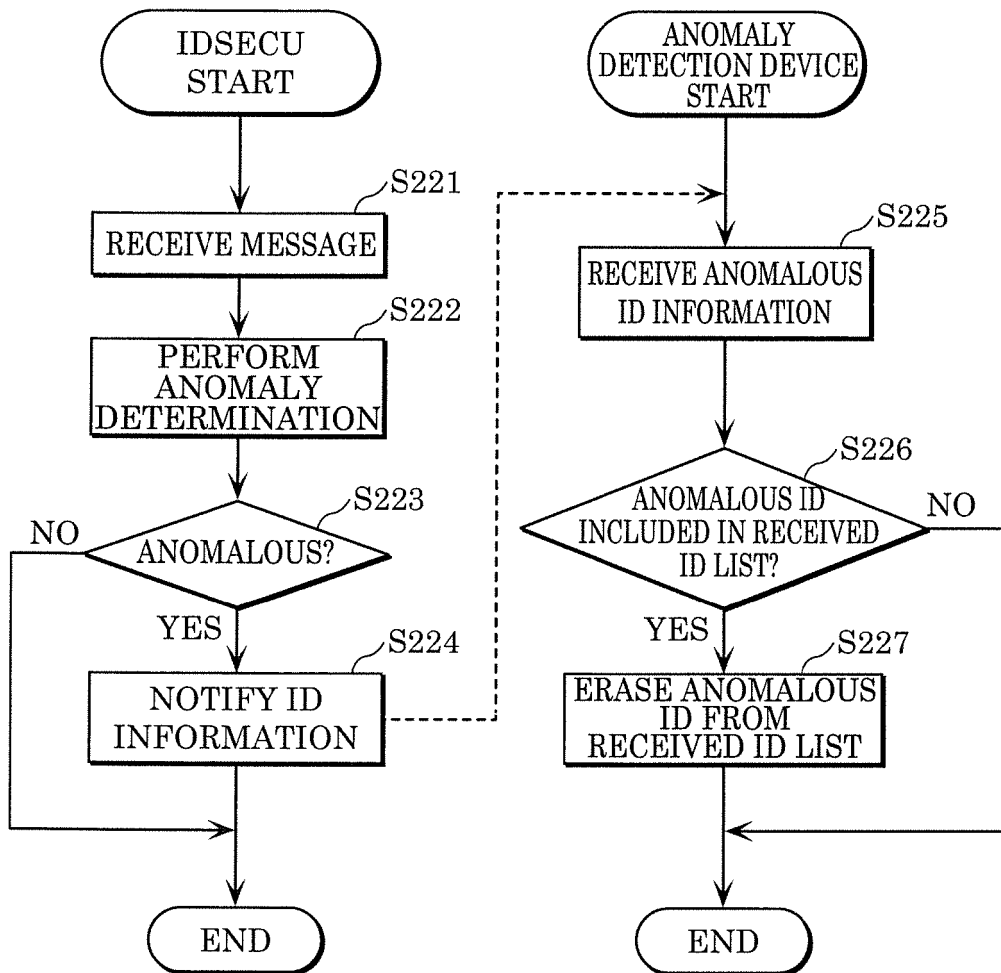 IDSECU
START
S221
RECEIVE MESSAGE
S222
PERFORM
ANOMALY
DETERMINATION
S223
NO
ANOMALOUS?
YES
S224
NOTIFY ID
INFORMATION
END
ANOMALY
DETECTION DEVICE
START
S225
RECEIVE ANOMALOUS
ID INFORMATION
S226
ANOMALOUS ID
INCLUDED IN RECEIVED
ID LIST?
NO
YES
S227
ERASE ANOMALOUS
ID FROM
RECEIVED ID LIST
END